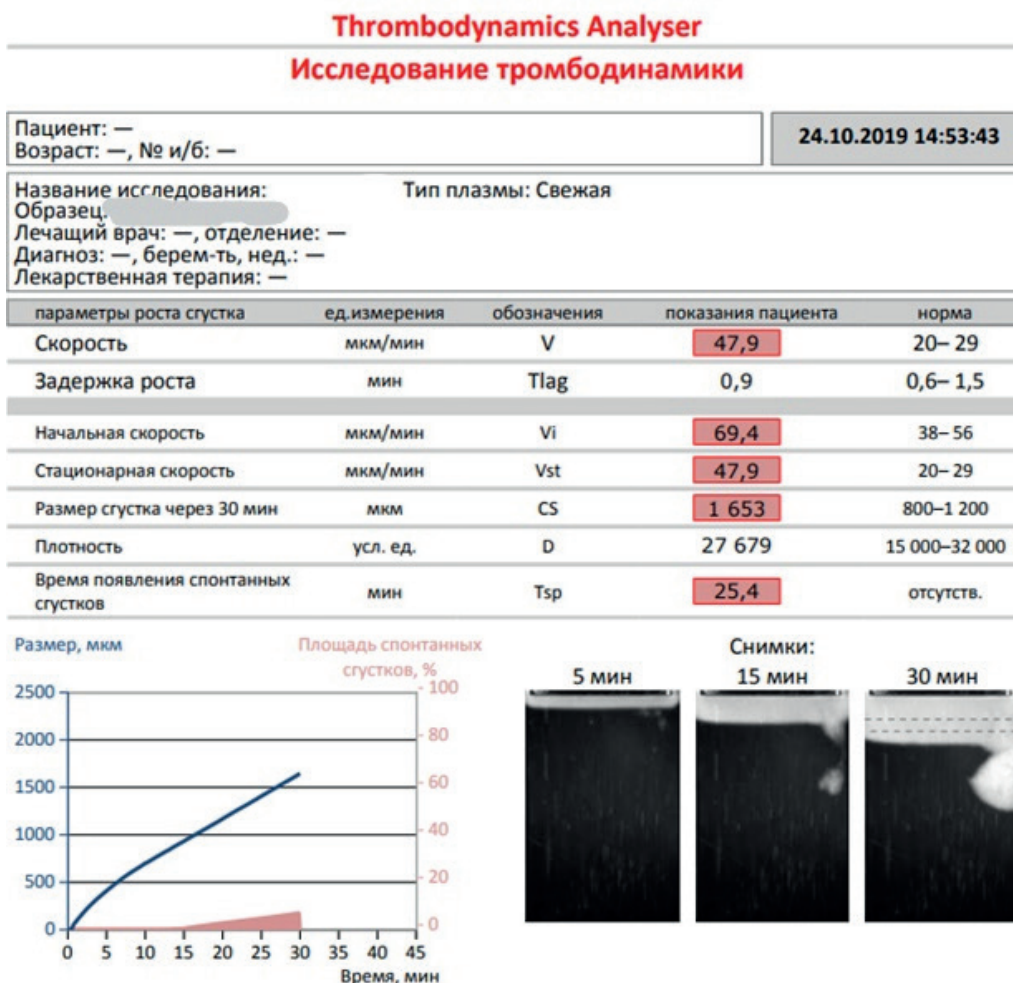 Thrombodynamics Analyser
Исследование тромбодинамики
Пациент: —
Возраст: —, № и/б: —
24.10.2019 14:53:43
Название исследования: Тип плазмы: Свежая
Образец
Лечащий врач: —, отделение: —
Диагноз: —, берем-ть, нед.: —
Лекарственная терапия: —
параметры роста сгустка ед.измерения обозначения показания пациента норма
Скорость мкм/мин V 47,9 20– 29
Задержка роста мин Tlag 0,9 0,6– 1,5
Начальная скорость мкм/мин Vi 69,4 38– 56
Стационарная скорость мкм/мин Vst 47,9 20– 29
Размер сгустка через 30 мин мкм CS 1 653 800–1 200
Плотность усл. ед. D 27 679 15 000–32 000
Время появления спонтанных
сгустков мин Tsp 25,4 отсутств.
Размер, мкм
Площадь спонтанных
сгустков, %
2500
2000
1500
1000
500
0
100
80
60
40
20
0
0 5 10 15 20 25 30 35 40 45
Время, мин
Снимки:
5 мин 15 мин 30 мин